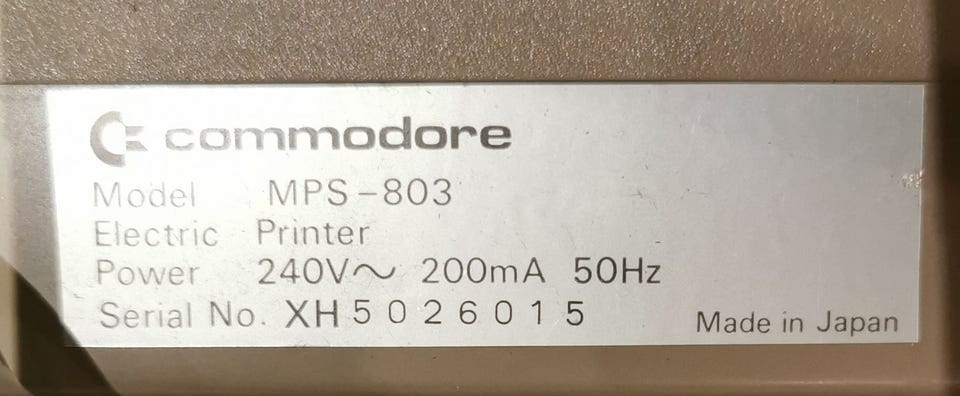 commodore
Model MPS-803
Electric Printer
Power 240V~ 200mA 50Hz
Serial No. XH5026015
Made in Japan